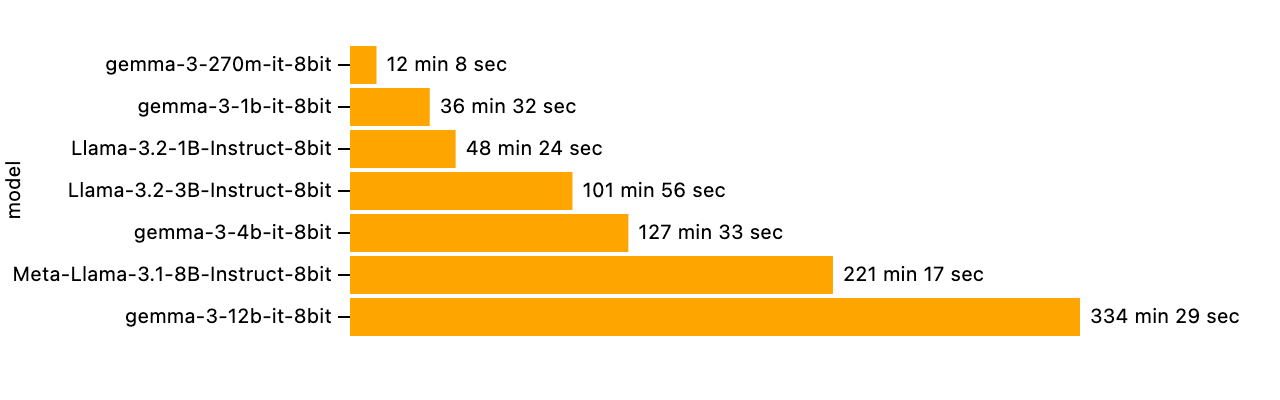 model
gemma-3-270m-it-8bit 12 min 8 sec
gemma-3-1b-it-8bit 36 min 32 sec
Llama-3.2-1B-Instruct-8bit 48 min 24 sec
Llama-3.2-3B-Instruct-8bit 101 min 56 sec
gemma-3-4b-it-8bit 127 min 33 sec
Meta-Llama-3.1-8B-Instruct-8bit 221 min 17 sec
gemma-3-12b-it-8bit 334 min 29 sec